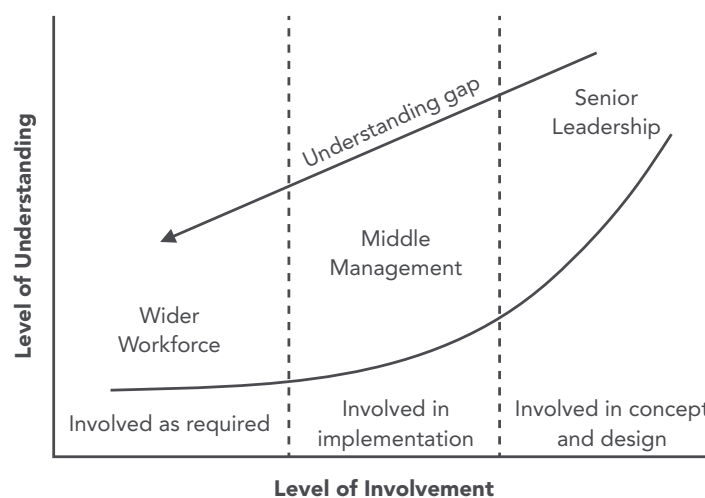 Level of Understanding
Understanding gap
Senior
Leadership
Middle
Management
Wider
Workforce
Involved as required
Involved in
implementation
Involved in concept
and design
Level of Involvement